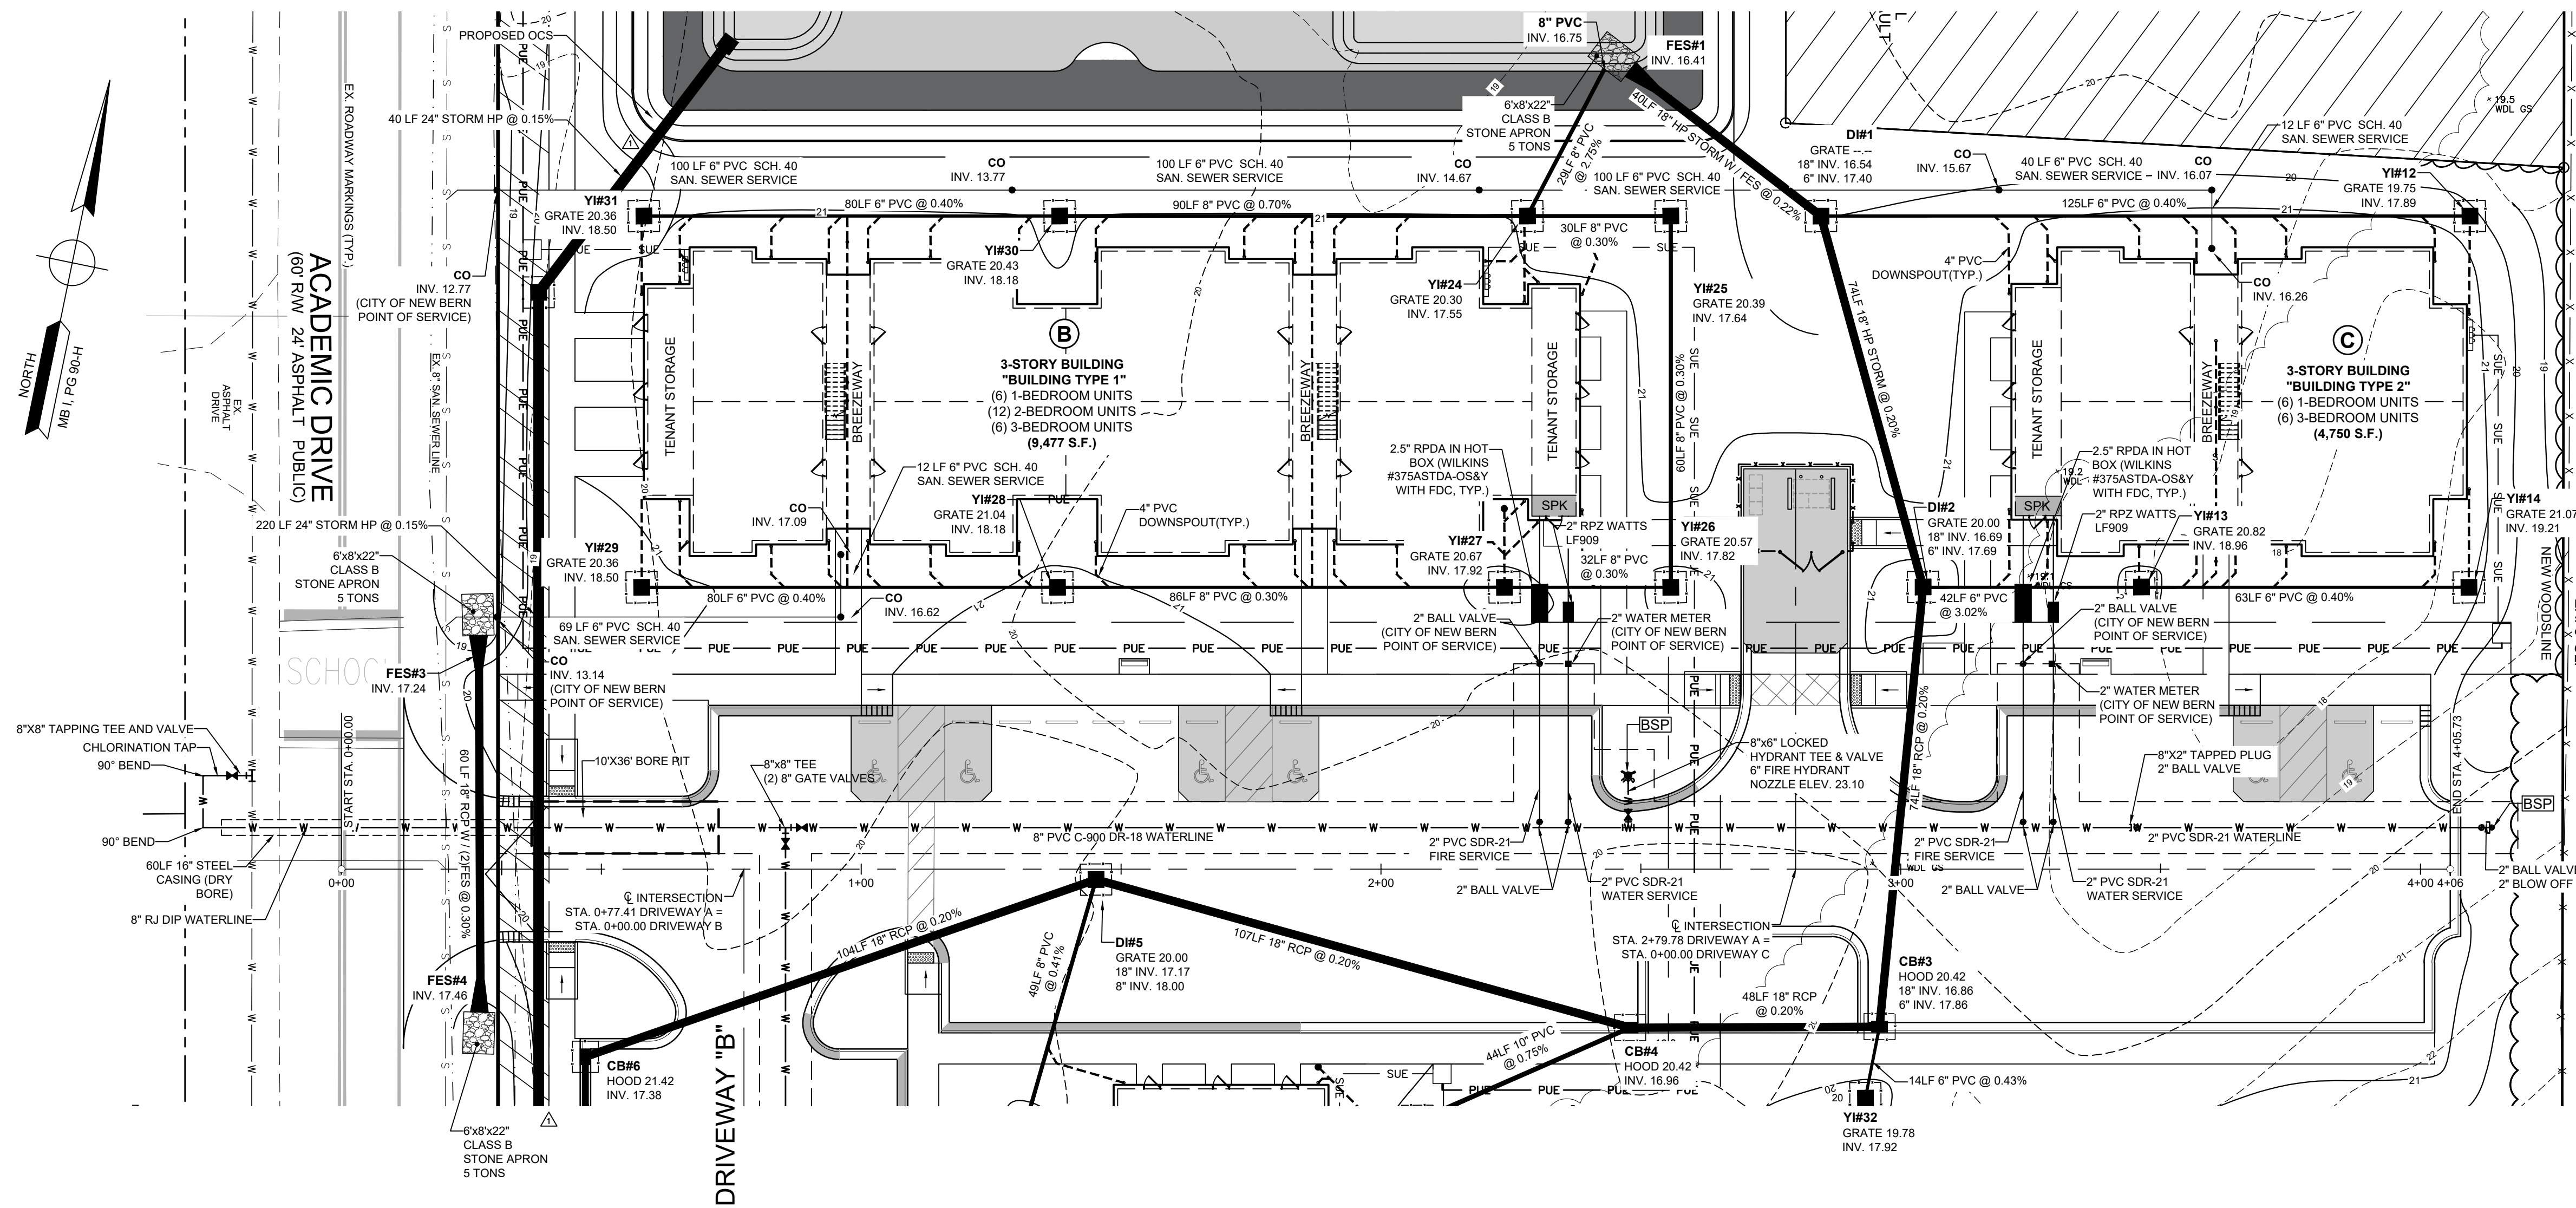 PROPOSED OCS
40 LF 24" STORM HP @ 0.15%
EX. ROADWAY MARKINGS (TYP.)
ACADEMIC DRIVE
(60' R/W 24' ASPHALT PUBLIC)
EX. 8" SAN. SEWER LINE
EX.
ASPHALT
DRIVE
NORTH
MB I, PG 90-H
8" PVC
INV. 16.75
FES#1
INV. 16.41
6'x8'x22"
CLASS B
STONE APRON
5 TONS
29LF 8" PVC
@ 2.75%
40LF 18" HP STORM W/ FES @ 0.22%
DI#1
GRATE --.--
18" INV. 16.54
6" INV. 17.40
100 LF 6" PVC SCH. 40
SAN. SEWER SERVICE
CO
INV. 13.77
100 LF 6" PVC SCH. 40
SAN. SEWER SERVICE
CO
INV. 14.67
100 LF 6" PVC SCH. 40
SAN. SEWER SERVICE
CO
INV. 15.67
40 LF 6" PVC SCH. 40
SAN. SEWER SERVICE
CO
INV. 16.07
12 LF 6" PVC SCH. 40
SAN. SEWER SERVICE
19.5
WDL GS
YI#12
GRATE 19.75
INV. 17.89
YI#31
GRATE 20.36
INV. 18.50
80LF 6" PVC @ 0.40%
90LF 8" PVC @ 0.70%
125LF 6" PVC @ 0.40%
30LF 8" PVC
@ 0.30%
YI#30
GRATE 20.43
INV. 18.18
YI#24
GRATE 20.30
INV. 17.55
YI#25
GRATE 20.39
INV. 17.64
4" PVC
DOWNSPOUT(TYP.)
CO
INV. 16.26
CO
INV. 12.77
(CITY OF NEW BERN
POINT OF SERVICE)
B
3-STORY BUILDING
"BUILDING TYPE 1"
(6) 1-BEDROOM UNITS
(12) 2-BEDROOM UNITS
(6) 3-BEDROOM UNITS
(9,477 S.F.)
TENANT STORAGE
BREEZEWAY
BREEZEWAY
TENANT STORAGE
60LF 8" PVC @ 0.30%
74LF 18" HP STORM @ 0.20%
C
3-STORY BUILDING
"BUILDING TYPE 2"
(6) 1-BEDROOM UNITS
(6) 3-BEDROOM UNITS
(4,750 S.F.)
TENANT STORAGE
BREEZEWAY
2.5" RPDA IN HOT
BOX (WILKINS
#375ASTDA-OS&Y
WITH FDC, TYP.)
SPK
2.5" RPDA IN HOT
BOX (WILKINS
#375ASTDA-OS&Y
WITH FDC, TYP.)
SPK
12 LF 6" PVC SCH. 40
SAN. SEWER SERVICE
CO
INV. 17.09
YI#28
GRATE 21.04
INV. 18.18
4" PVC
DOWNSPOUT(TYP.)
2" RPZ WATTS
LF909
32LF 8" PVC
@ 0.30%
YI#26
GRATE 20.57
INV. 17.82
YI#27
GRATE 20.67
INV. 17.92
DI#2
GRATE 20.00
18" INV. 16.69
6" INV. 17.69
2" RPZ WATTS
LF909
YI#13
GRATE 20.82
INV. 18.96
YI#14
GRATE 21.07
INV. 19.21
NEW WOODSLINE
220 LF 24" STORM HP @ 0.15%
6'x8'x22"
CLASS B
STONE APRON
5 TONS
YI#29
GRATE 20.36
INV. 18.50
80LF 6" PVC @ 0.40%
CO
INV. 16.62
86LF 8" PVC @ 0.30%
42LF 6" PVC
@ 3.02%
63LF 6" PVC @ 0.40%
69 LF 6" PVC SCH. 40
SAN. SEWER SERVICE
CO
INV. 13.14
(CITY OF NEW BERN
POINT OF SERVICE)
2" BALL VALVE
(CITY OF NEW BERN
POINT OF SERVICE)
2" WATER METER
(CITY OF NEW BERN
POINT OF SERVICE)
2" BALL VALVE
(CITY OF NEW BERN
POINT OF SERVICE)
2" WATER METER
(CITY OF NEW BERN
POINT OF SERVICE)
PUE PUE PUE PUE PUE PUE PUE PUE PUE
FES#3
INV. 17.24
8"X8" TAPPING TEE AND VALVE
CHLORINATION TAP
90° BEND
90° BEND
START STA. 0+00.00
60 LF 18" RCP W/ (2)FES @ 0.30%
10'X36' BORE PIT
8"x8" TEE
(2) 8" GATE VALVES
BSP
8"x6" LOCKED
HYDRANT TEE & VALVE
6" FIRE HYDRANT
NOZZLE ELEV. 23.10
74LF 18" RCP @ 0.20%
8"X2" TAPPED PLUG
2" BALL VALVE
END STA. 4+05.73
BSP
60LF 16" STEEL
CASING (DRY
BORE)
8" RJ DIP WATERLINE
8" PVC C-900 DR-18 WATERLINE
2" PVC SDR-21
FIRE SERVICE
2" BALL VALVE
2" PVC SDR-21
WATER SERVICE
2" PVC SDR-21
FIRE SERVICE
2" BALL VALVE
2" PVC SDR-21
WATER SERVICE
2" PVC SDR-21 WATERLINE
2" BALL VALVE
2" BLOW OFF
0+00
1+00
2+00
3+00
4+00 4+06
WDL GS
℄ INTERSECTION
STA. 0+77.41 DRIVEWAY A =
STA. 0+00.00 DRIVEWAY B
℄ INTERSECTION
STA. 2+79.78 DRIVEWAY A =
STA. 0+00.00 DRIVEWAY C
104LF 18" RCP @ 0.20%
107LF 18" RCP @ 0.20%
49LF 8" PVC
@ 0.41%
DI#5
GRATE 20.00
18" INV. 17.17
8" INV. 18.00
CB#3
HOOD 20.42
18" INV. 16.86
6" INV. 17.86
48LF 18" RCP
@ 0.20%
44LF 10" PVC
@ 0.75%
CB#4
HOOD 20.42
INV. 16.96
FES#4
INV. 17.46
CB#6
HOOD 21.42
INV. 17.38
DRIVEWAY "B"
6'x8'x22"
CLASS B
STONE APRON
5 TONS
14LF 6" PVC @ 0.43%
YI#32
GRATE 19.78
INV. 17.92